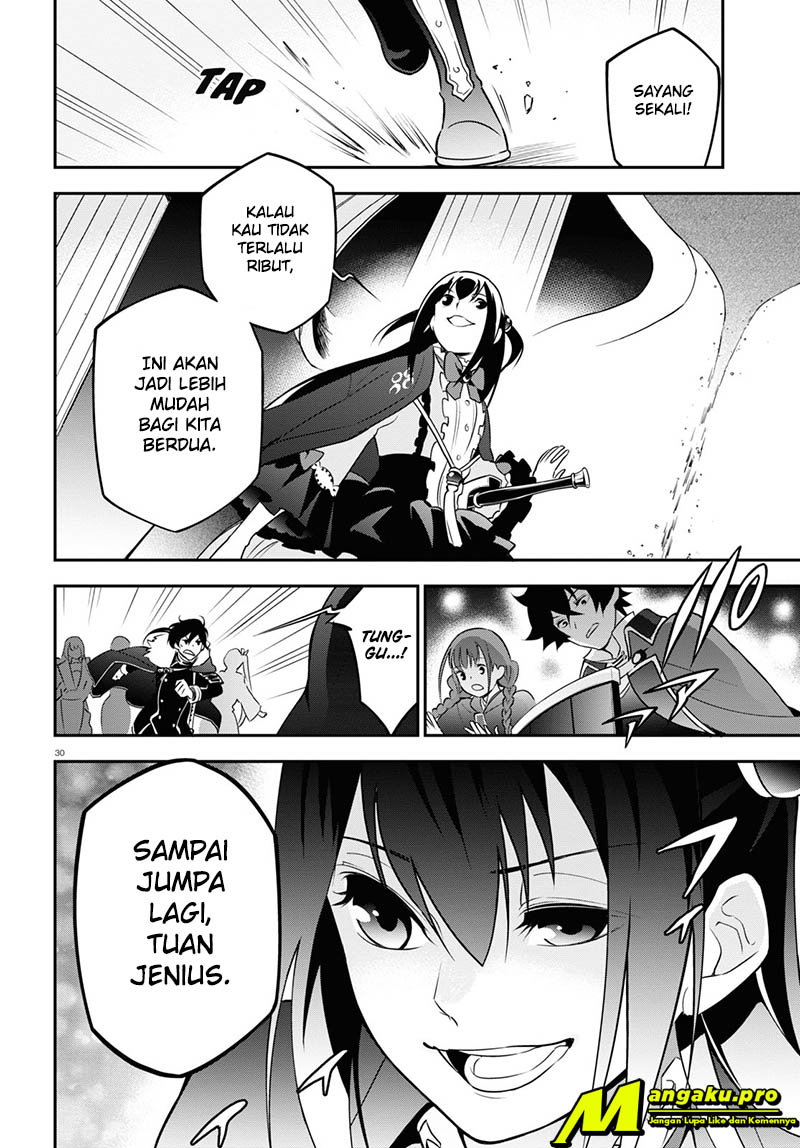 SAYANG
SEKALI!
TAP
KALAU
KAU TIDAK
TERLALU
RIBUT,
INI AKAN
JADI LEBIH
MUDAH
BAGI KITA
BERDUA.
TUNG-
GU...!
30
SAMPAI
JUMPA
LAGI,
TUAN
JENIUS.
Mangaku.pro
Jangan Lupa Like dan Komennya